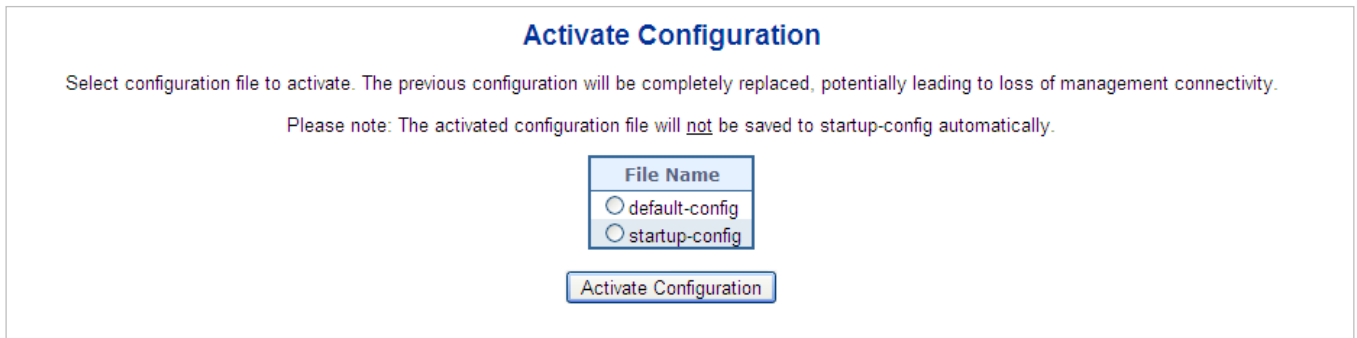 Activate Configuration
Select configuration file to activate. The previous configuration will be completely replaced, potentially leading to loss of management connectivity.
Please note: The activated configuration file will not be saved to startup-config automatically.
File Name
default-config
startup-config
Activate Configuration